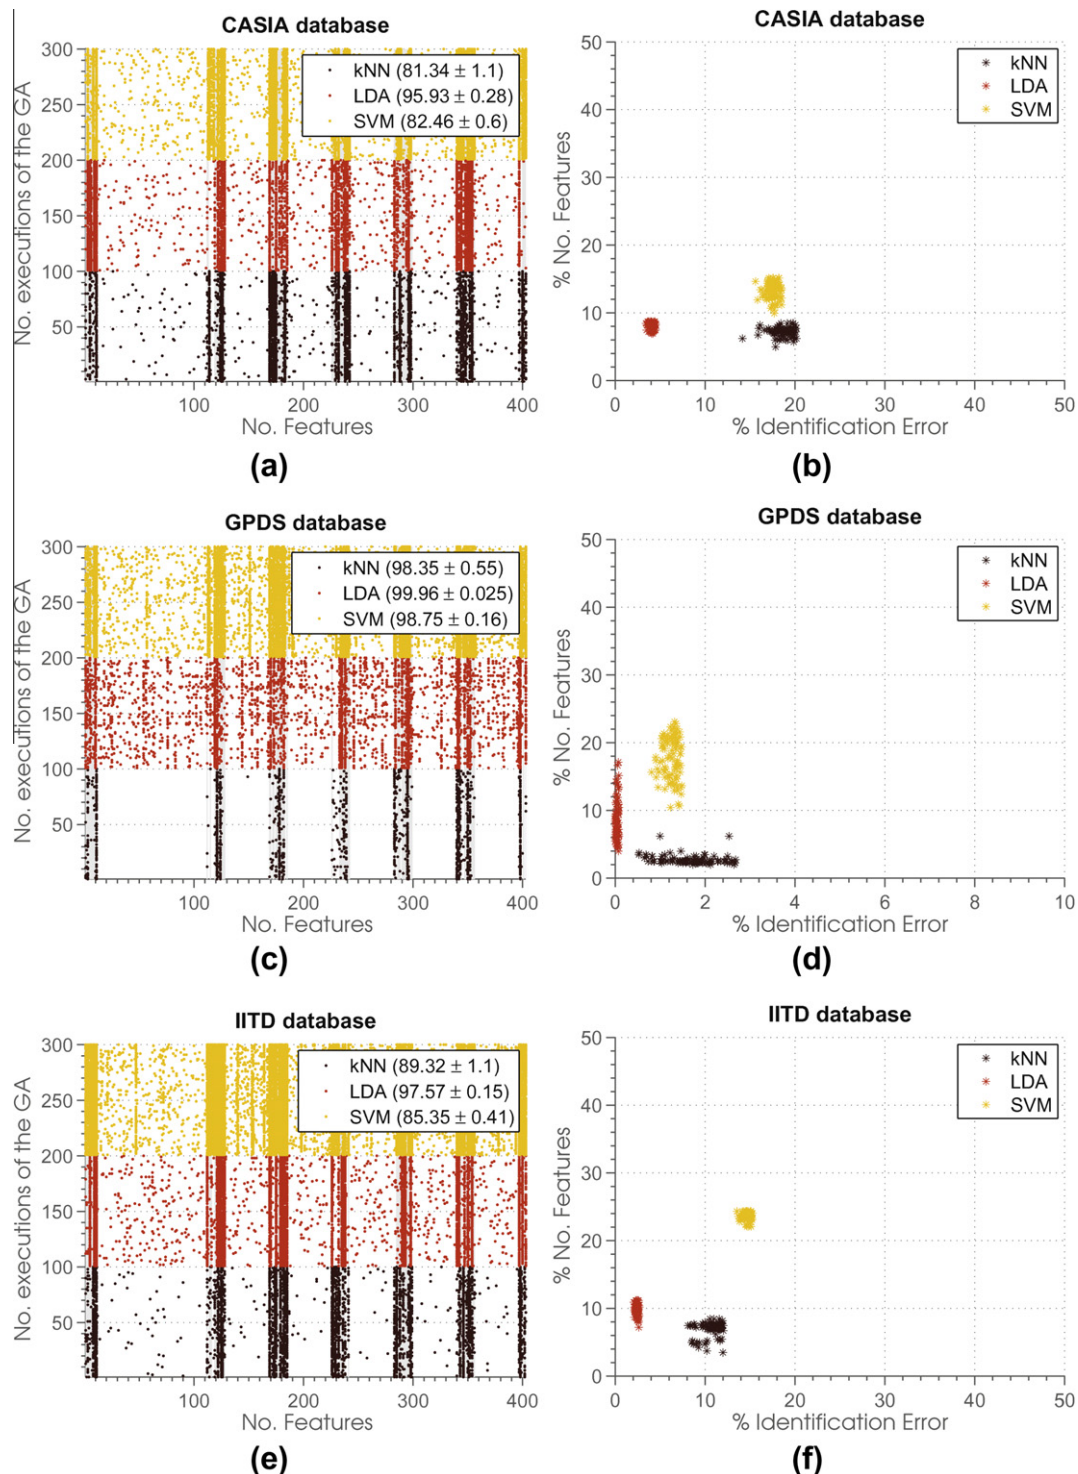 CASIA database
No. executions of the GA
300
250
200
150
100
50
kNN (81.34 ± 1.1)
LDA (95.93 ± 0.28)
SVM (82.46 ± 0.6)
100 200 300 400
No. Features
(a)
CASIA database
% No. Features
50
40
30
20
10
0
kNN
LDA
SVM
0 10 20 30 40 50
% Identification Error
(b)
GPDS database
No. executions of the GA
300
250
200
150
100
50
kNN (98.35 ± 0.55)
LDA (99.96 ± 0.025)
SVM (98.75 ± 0.16)
100 200 300 400
No. Features
(c)
GPDS database
% No. Features
50
40
30
20
10
0
kNN
LDA
SVM
0 2 4 6 8 10
% Identification Error
(d)
IITD database
No. executions of the GA
300
250
200
150
100
50
kNN (89.32 ± 1.1)
LDA (97.57 ± 0.15)
SVM (85.35 ± 0.41)
100 200 300 400
No. Features
(e)
IITD database
% No. Features
50
40
30
20
10
0
kNN
LDA
SVM
0 10 20 30 40 50
% Identification Error
(f)